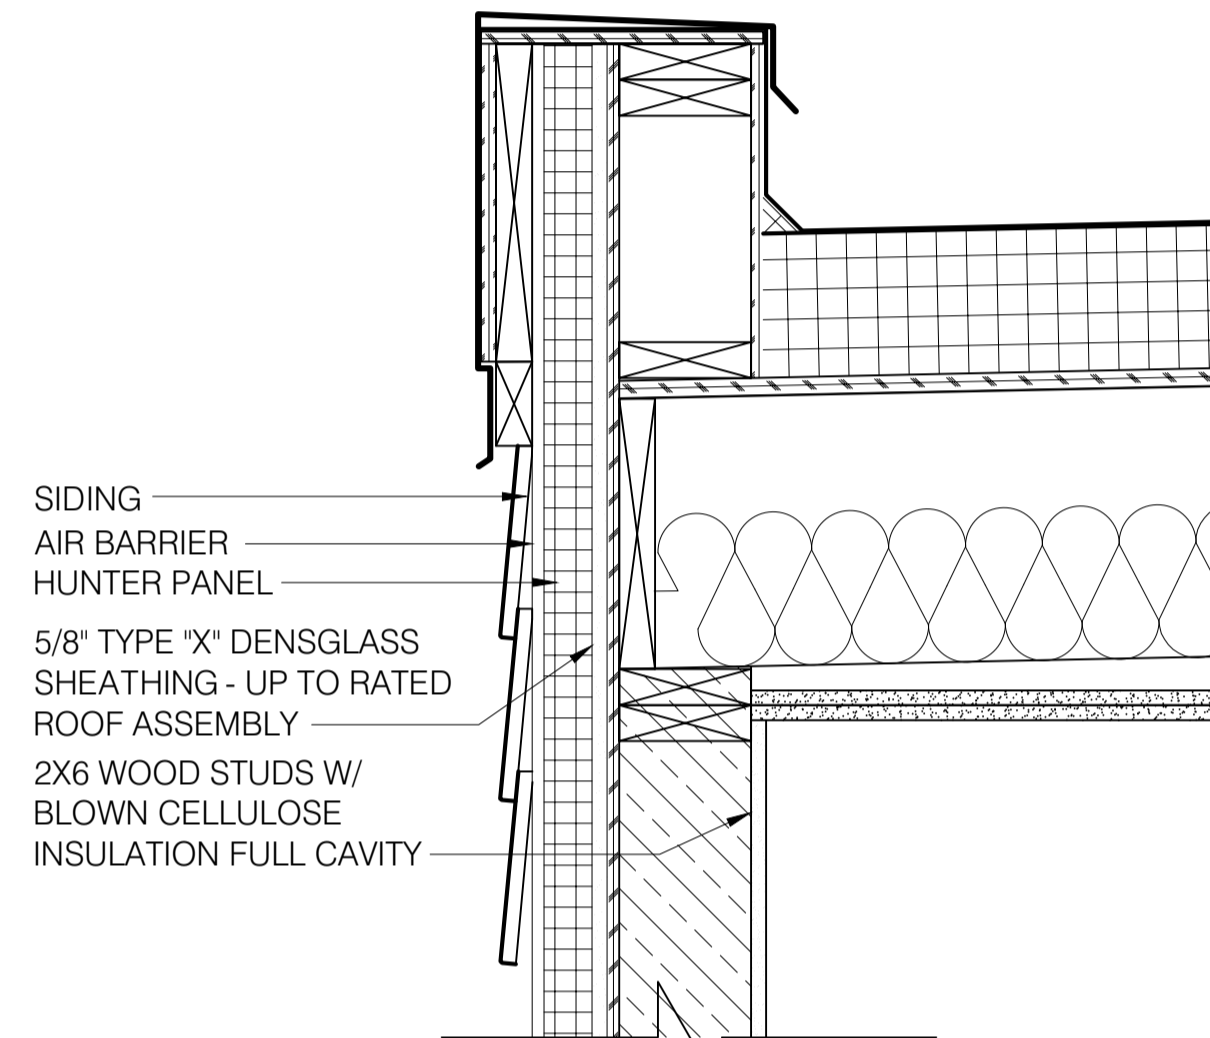 SIDING
AIR BARRIER
HUNTER PANEL
5/8" TYPE "X" DENSGLASS
SHEATHING - UP TO RATED
ROOF ASSEMBLY
2X6 WOOD STUDS W/
BLOWN CELLULOSE
INSULATION FULL CAVITY